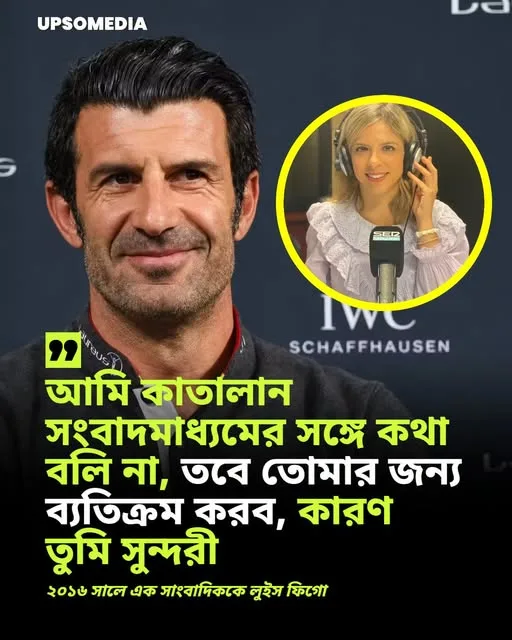 UPSOMEDIA
SER
IWC
SCHAFFHAUSEN
আমি কাতালান
সংবাদমাধ্যমের সঙ্গে কথা
বলি না, তবে তোমার জন্য
ব্যতিক্রম করব, কারণ
তুমি সুন্দরী
২০১৬ সালে এক সাংবাদিককে লুইস ফিগো